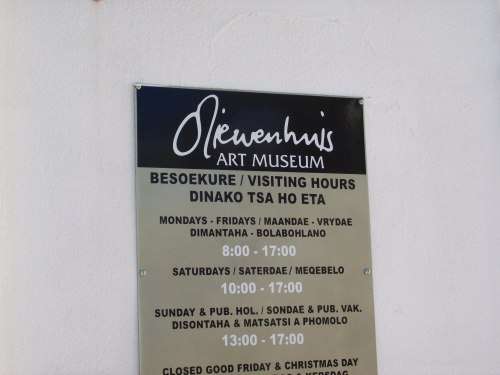 Oliewenhuis
ART MUSEUM
BESOEKURE / VISITING HOURS
DINAKO TSA HO ETA
MONDAYS - FRIDAYS / MAANDAE - VRYDAE
DIMANTAHA - BOLABOHLANO
8:00 - 17:00
SATURDAYS / SATERDAE / MEQEBELO
10:00 - 17:00
SUNDAY & PUB. HOL. / SONDAE & PUB. VAK.
DISONTAHA & MATSATSI A PHOMOLO
13:00 - 17:00
CLOSED GOOD FRIDAY & CHRISTMAS DAY